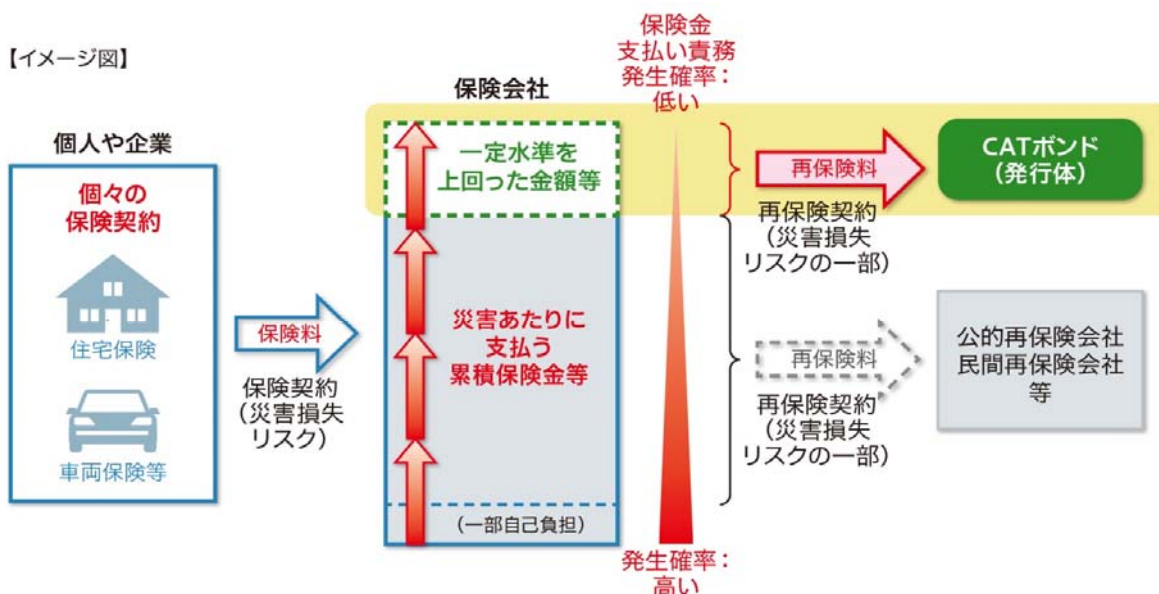 【イメージ図】
個人や企業
個々の
保険契約
住宅保険
車両保険等
保険料
保険契約
（災害損失
リスク）
保険会社
一定水準を
上回った金額等
災害あたりに
支払う
累積保険金等
（一部自己負担）
保険金
支払い責務
発生確率：
低い
発生確率：
高い
再保険料
再保険契約
（災害損失
リスクの一部）
再保険料
再保険契約
（災害損失
リスクの一部）
CATボンド
（発行体）
公的再保険会社
民間再保険会社
等